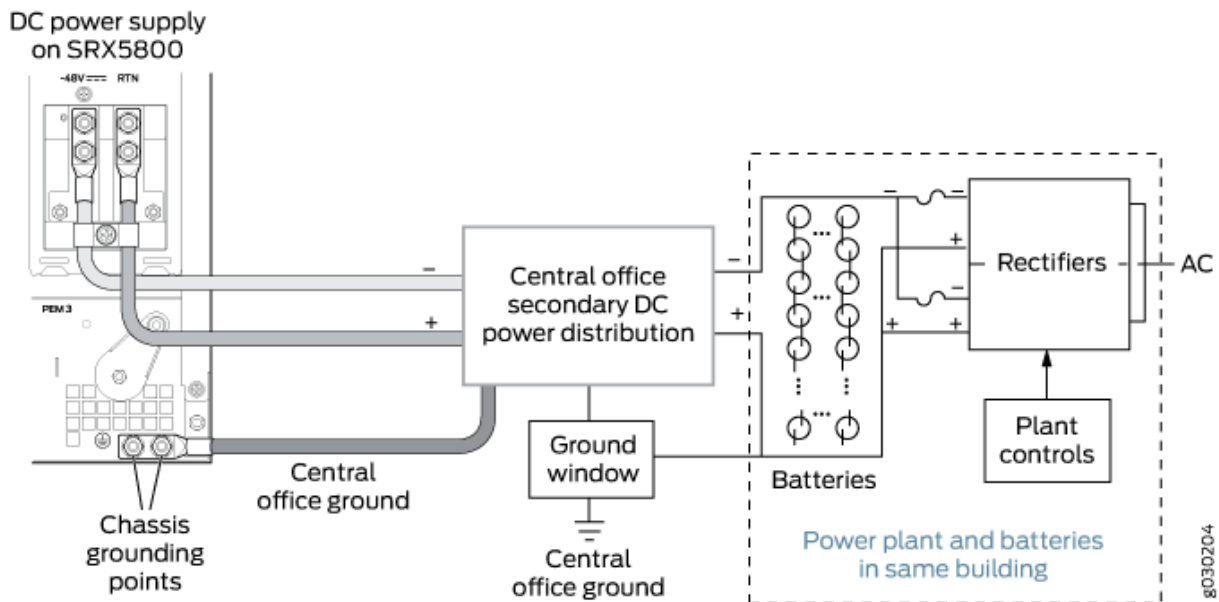 DC power supply
on SRX5800
-48V RTN
PEM 3
Chassis
grounding
points
Central
office ground
−
+
Central office
secondary DC
power distribution
−
+
Ground
window
Central
office ground
Batteries
−
−
+
−
+
+
Rectifiers
AC
Plant
controls
Power plant and batteries
in same building
g030204